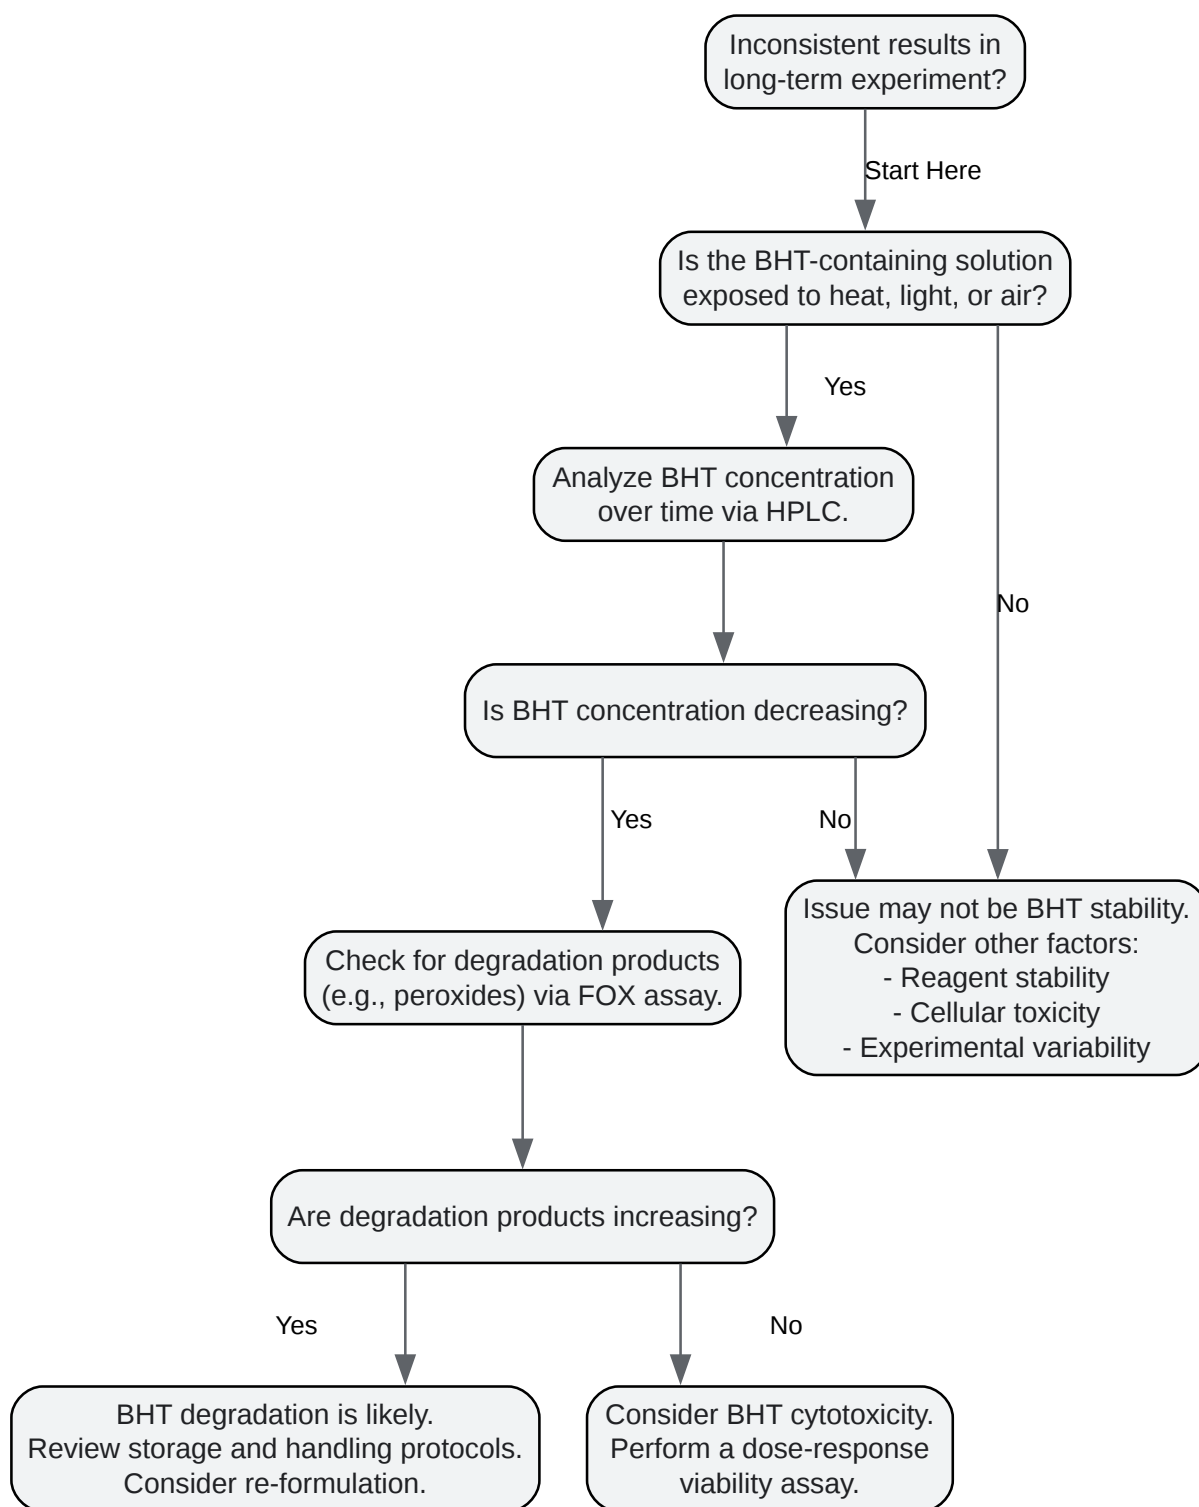 Inconsistent results in
long-term experiment?
Start Here
Is the BHT-containing solution
exposed to heat, light, or air?
Yes
Analyze BHT concentration
over time via HPLC.
No
Is BHT concentration decreasing?
Yes
No
Issue may not be BHT stability.
Consider other factors:
- Reagent stability
- Cellular toxicity
- Experimental variability
Check for degradation products
(e.g., peroxides) via FOX assay.
Are degradation products increasing?
Yes
No
BHT degradation is likely.
Review storage and handling protocols.
Consider re-formulation.
Consider BHT cytotoxicity.
Perform a dose-response
viability assay.